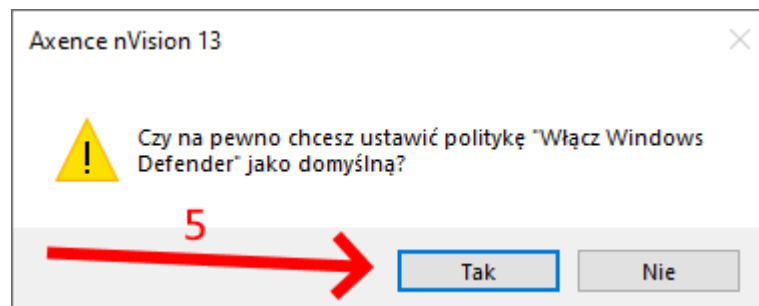 Axence nVision 13
Czy na pewno chcesz ustawić politykę "Włącz Windows
Defender" jako domyślną?
5
Tak
Nie